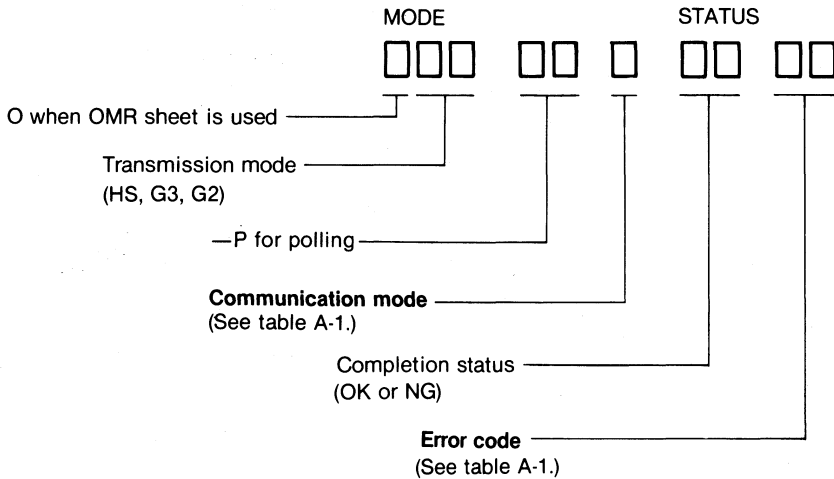 MODE STATUS
O when OMR sheet is used
Transmission mode
(HS, G3, G2)
—P for polling
Communication mode
(See table A-1.)
Completion status
(OK or NG)
Error code
(See table A-1.)